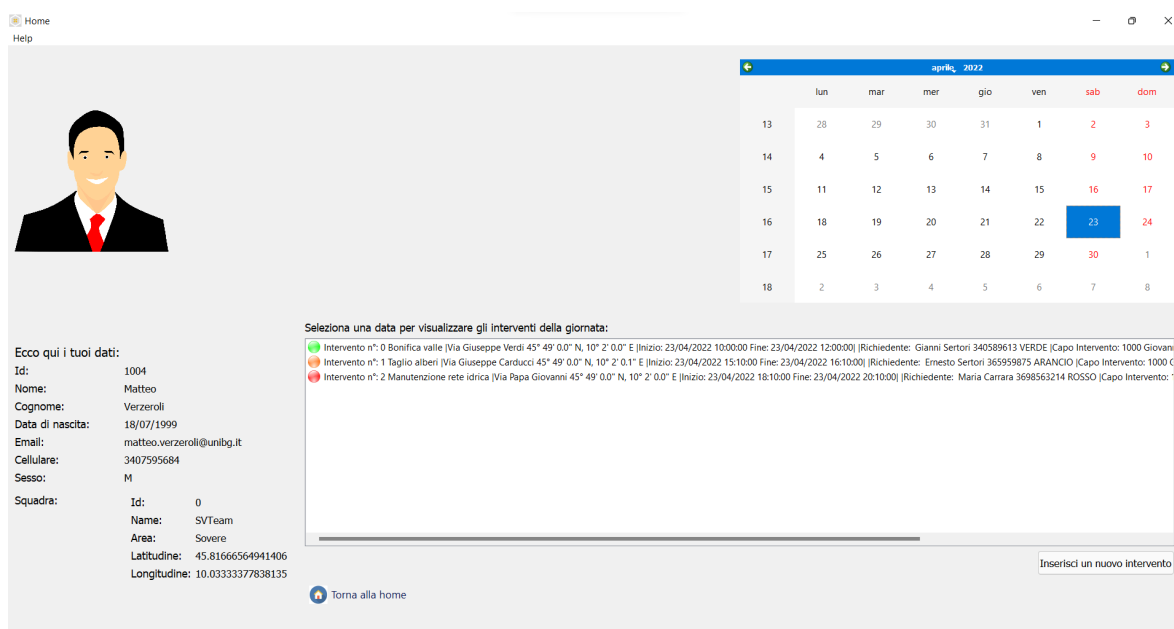 Home
Help
aprile, 2022
lun mar mer gio ven sab dom
13 28 29 30 31 1 2 3
14 4 5 6 7 8 9 10
15 11 12 13 14 15 16 17
16 18 19 20 21 22 23 24
17 25 26 27 28 29 30 1
18 2 3 4 5 6 7 8
Seleziona una data per visualizzare gli interventi della giornata:
Intervento n°: 0 Bonifica valle |Via Giuseppe Verdi 45° 49' 0.0" N, 10° 2' 0.0" E |Inizio: 23/04/2022 10:00:00 Fine: 23/04/2022 12:00:00| |Richiedente: Gianni Sertori 340589613 VERDE |Capo Intervento: 1000 Giovan
Intervento n°: 1 Taglio alberi |Via Giuseppe Carducci 45° 49' 0.0" N, 10° 2' 0.1" E |Inizio: 23/04/2022 15:10:00 Fine: 23/04/2022 16:10:00| |Richiedente: Ernesto Sertori 365959875 ARANCIO |Capo Intervento: 1000 G
Intervento n°: 2 Manutenzione rete idrica |Via Papa Giovanni 45° 49' 0.0" N, 10° 2' 0.0" E |Inizio: 23/04/2022 18:10:00 Fine: 23/04/2022 20:10:00| |Richiedente: Maria Carrara 3698563214 ROSSO |Capo Intervento:
Ecco qui i tuoi dati:
Id: 1004
Nome: Matteo
Cognome: Verzeroli
Data di nascita: 18/07/1999
Email: matteo.verzeroli@unibg.it
Cellulare: 3407595684
Sesso: M
Squadra: Id: 0
Name: SVTeam
Area: Sovere
Latitudine: 45.81666564941406
Longitudine: 10.03333377838135
Inserisci un nuovo intervento
Torna alla home